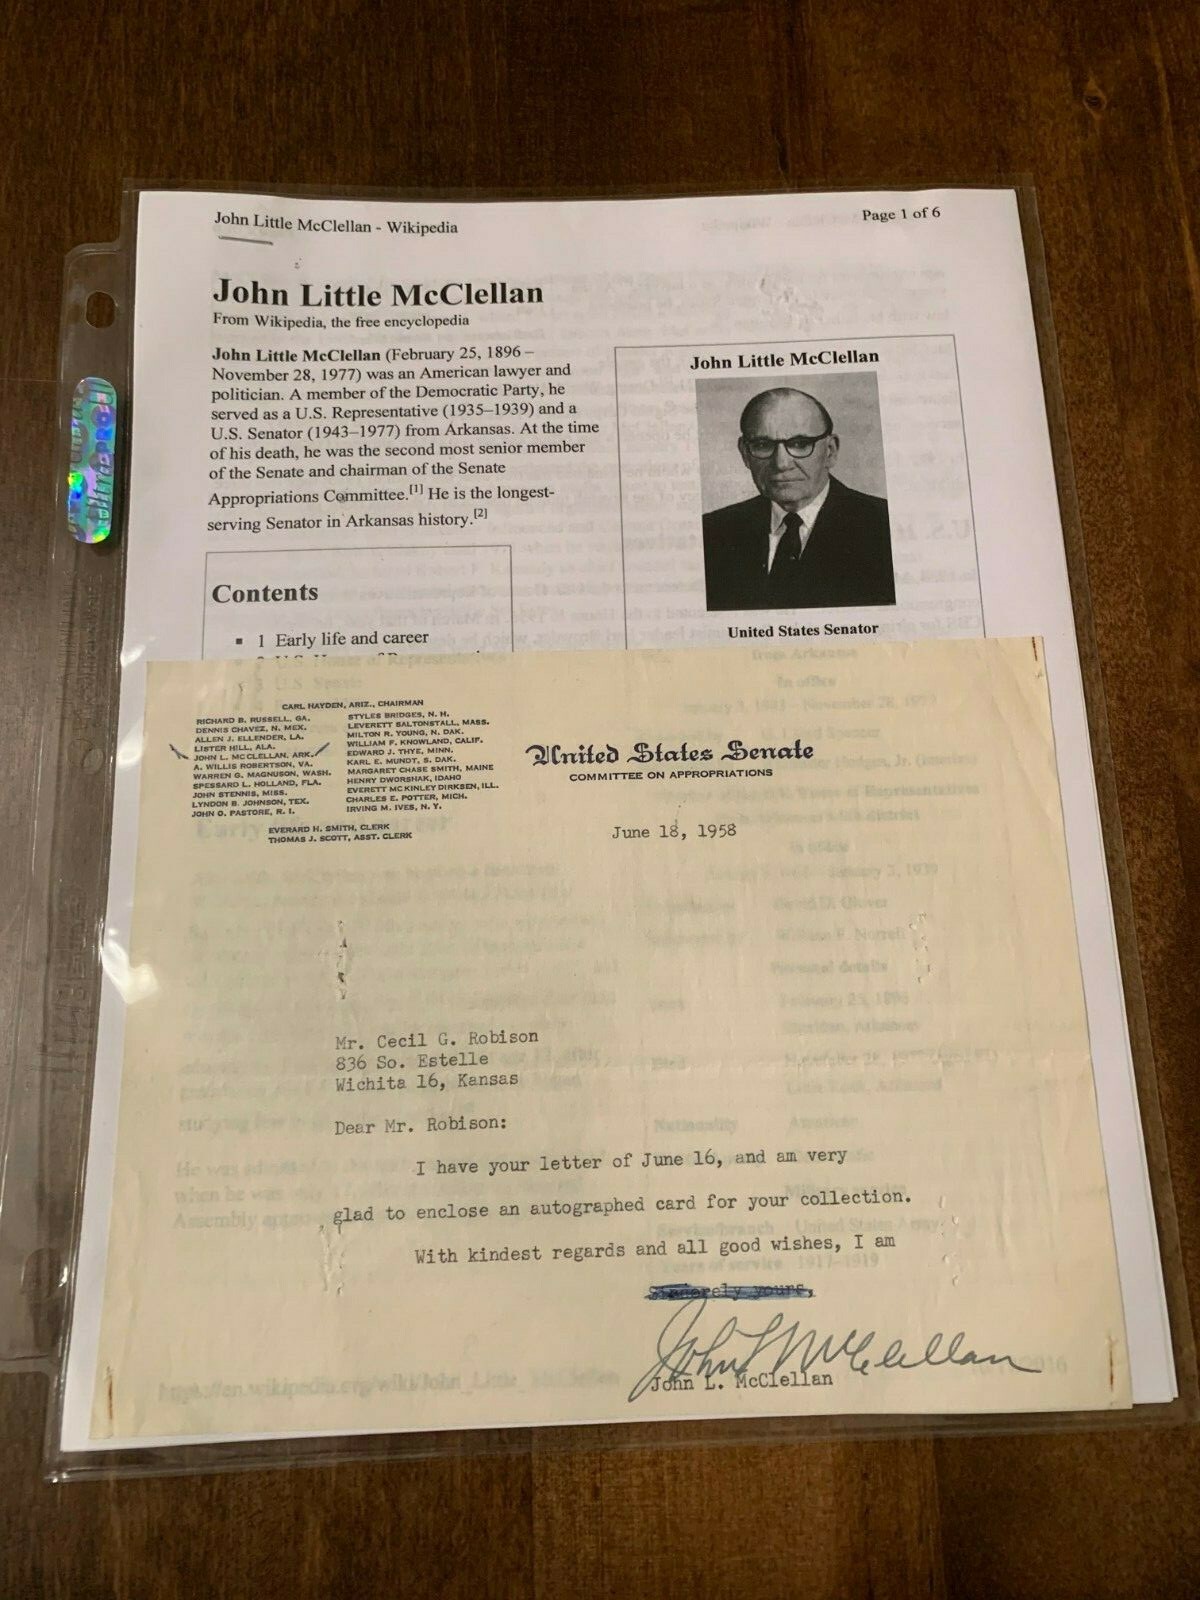 John Little McClellan - Wikipedia
Page 1 of 6
John Little McClellan
From Wikipedia, the free encyclopedia
John Little McClellan (February 25, 1896 –
November 28, 1977) was an American lawyer and
politician. A member of the Democratic Party, he
served as a U.S. Representative (1935–1939) and a
U.S. Senator (1943–1977) from Arkansas. At the time
of his death, he was the second most senior member
of the Senate and chairman of the Senate
Appropriations Committee.[1] He is the longest-
serving Senator in Arkansas history.[2]
John Little McClellan
United States Senator
Contents
1 Early life and career
CARL HAYDEN, ARIZ., CHAIRMAN
RICHARD B. RUSSELL, GA.
DENNIS CHAVEZ, N. MEX.
ALLEN J. ELLENDER, LA.
LISTER HILL, ALA.
JOHN L. MC CLELLAN, ARK.
A. WILLIS ROBERTSON, VA.
WARREN G. MAGNUSON, WASH.
SPESSARD L. HOLLAND, FLA.
JOHN STENNIS, MISS.
LYNDON B. JOHNSON, TEX.
JOHN O. PASTORE, R. I.
STYLES BRIDGES, N. H.
LEVERETT SALTONSTALL, MASS.
MILTON R. YOUNG, N. DAK.
WILLIAM F. KNOWLAND, CALIF.
EDWARD J. THYE, MINN.
KARL E. MUNDT, S. DAK.
MARGARET CHASE SMITH, MAINE
HENRY DWORSHAK, IDAHO
EVERETT MC KINLEY DIRKSEN, ILL.
CHARLES E. POTTER, MICH.
IRVING M. IVES, N. Y.
EVERARD H. SMITH, CLERK
THOMAS J. SCOTT, ASST. CLERK
United States Senate
COMMITTEE ON APPROPRIATIONS
June 18, 1958
Mr. Cecil G. Robison
836 So. Estelle
Wichita 16, Kansas
Dear Mr. Robison:
I have your letter of June 16, and am very
glad to enclose an autographed card for your collection.
With kindest regards and all good wishes, I am
Sincerely yours,
John L McClellan
John L. McClellan